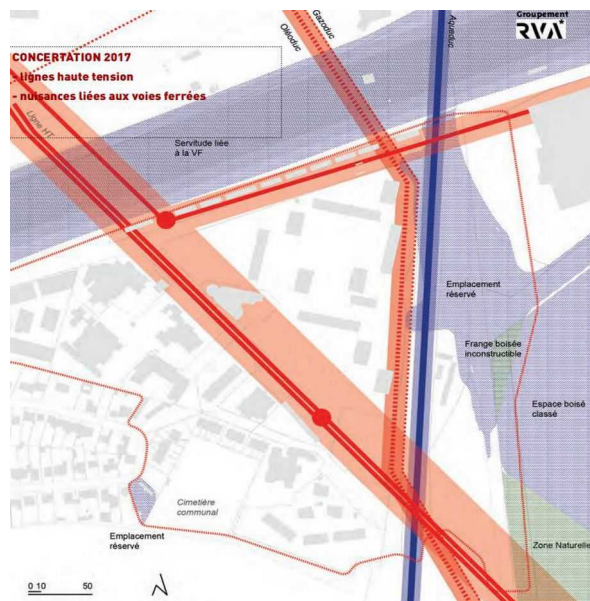 Groupement
RVA
CONCERTATION 2017
- lignes haute tension
- nuisances liées aux voies ferrées
Oléoduc
Gazoduc
Aqueduc
Ligne HT
Servitude liée
à la VF
Emplacement
réservé
Frange boisée
inconstructible
Espace boisé
classé
Cimetière
communal
Emplacement
réservé
Zone Naturelle
0 10 50
N